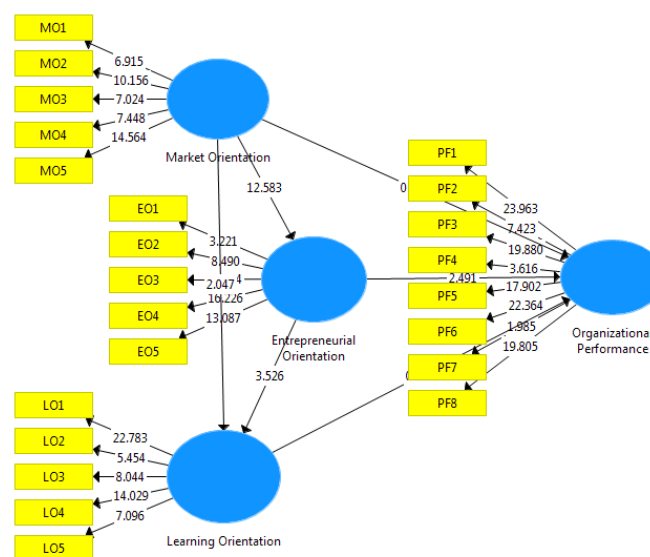 MO1
MO2
MO3
MO4
MO5
6.915
10.156
7.024
7.448
14.564
Market Orientation
12.583
EO1
EO2
EO3
EO4
EO5
3.221
8.490
2.047
16.226
13.087
Entrepreneurial
Orientation
3.526
2.491
PF1
PF2
PF3
PF4
PF5
PF6
PF7
PF8
23.963
7.423
19.880
3.616
17.902
22.364
1.985
19.805
Organizationa
Performance
LO1
LO2
LO3
LO4
LO5
22.783
5.454
8.044
14.029
7.096
Learning Orientation